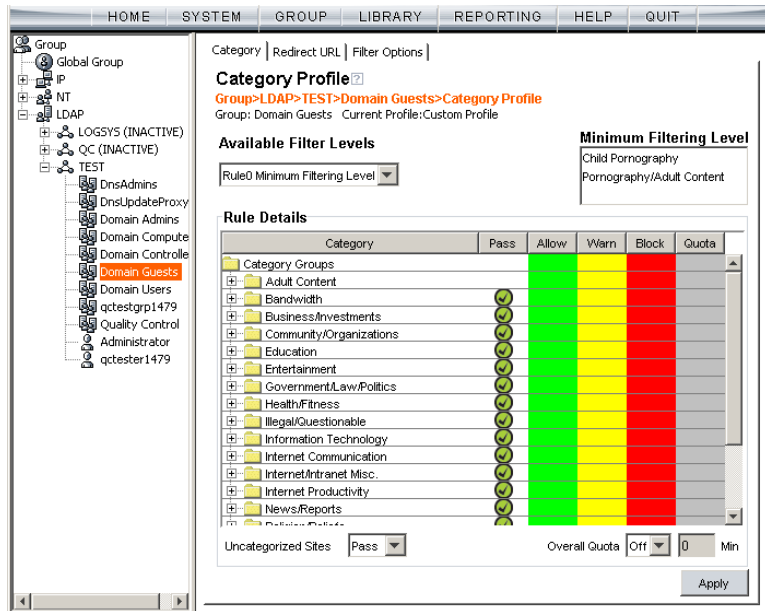 HOME SYSTEM GROUP LIBRARY REPORTING HELP QUIT
Group
Global Group
IP
NT
LDAP
LOGSYS (INACTIVE)
QC (INACTIVE)
TEST
DnsAdmins
DnsUpdateProxy
Domain Admins
Domain Compute
Domain Controlle
Domain Guests
Domain Users
qctestgrp1479
Quality Control
Administrator
qctester1479
Category Redirect URL Filter Options
Category Profile
Group>LDAP>TEST>Domain Guests>Category Profile
Group: Domain Guests Current Profile:Custom Profile
Available Filter Levels
Rule0 Minimum Filtering Level
Minimum Filtering Level
Child Pornography
Pornography/Adult Content
Rule Details
Category Pass Allow Warn Block Quota
Category Groups
Adult Content
Bandwidth
Business/Investments
Community/Organizations
Education
Entertainment
Government/Law/Politics
Health/Fitness
Illegal/Questionable
Information Technology
Internet Communication
Internet/Intranet Misc.
Internet Productivity
News/Reports
Uncategorized Sites Pass Overall Quota Off 0 Min
Apply